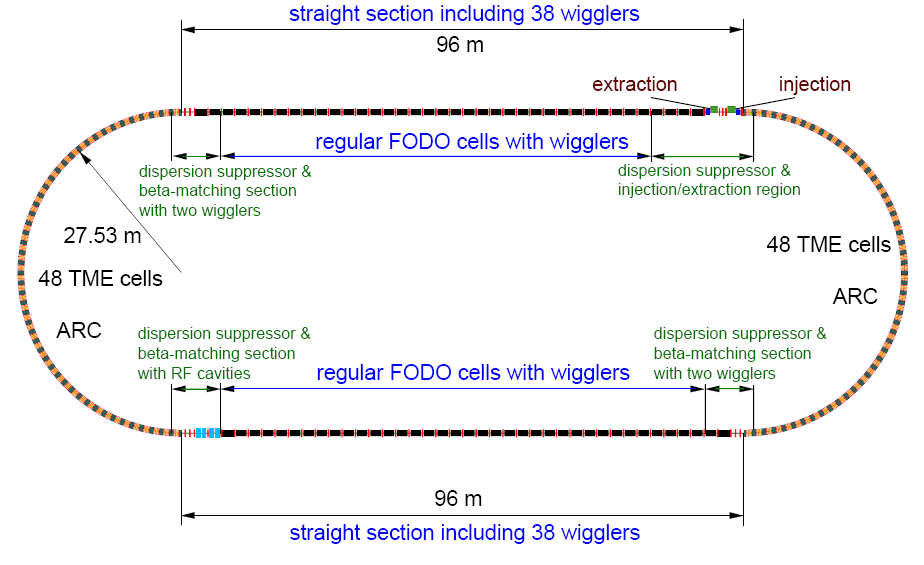 straight section including 38 wigglers
96 m
extraction
injection
regular FODO cells with wigglers
dispersion suppressor &
beta-matching section
with two wigglers
dispersion suppressor &
injection/extraction region
27.53 m
48 TME cells
ARC
48 TME cells
ARC
dispersion suppressor &
beta-matching section
with RF cavities
regular FODO cells with wigglers
dispersion suppressor &
beta-matching section
with two wigglers
96 m
straight section including 38 wigglers